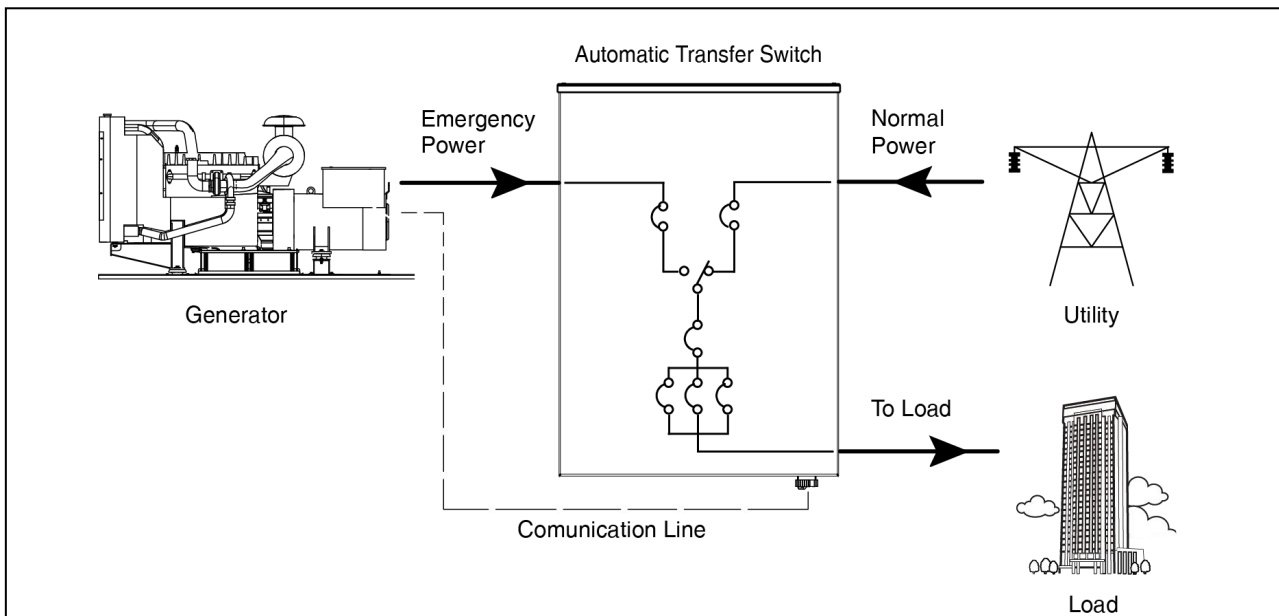 Automatic Transfer Switch
Emergency
Power
Normal
Power
Generator
Utility
To Load
Comunication Line
Load